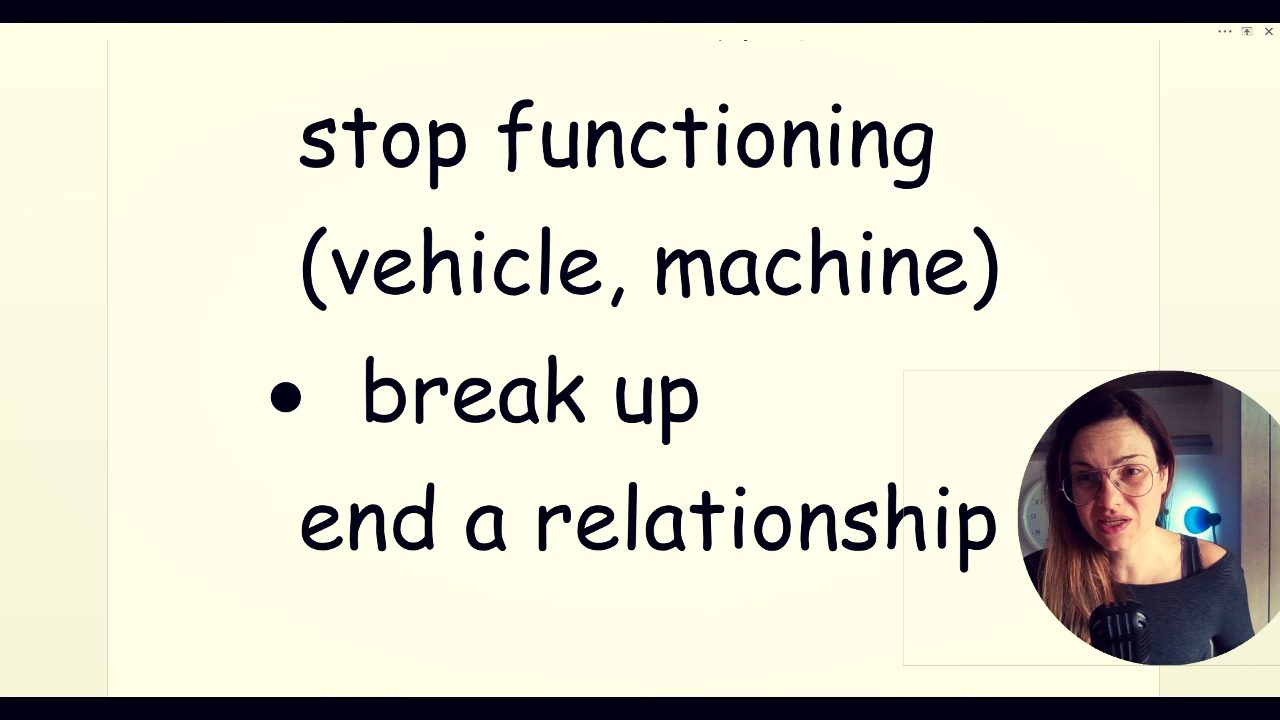 stop functioning
(vehicle, machine)
• break up
end a relationship